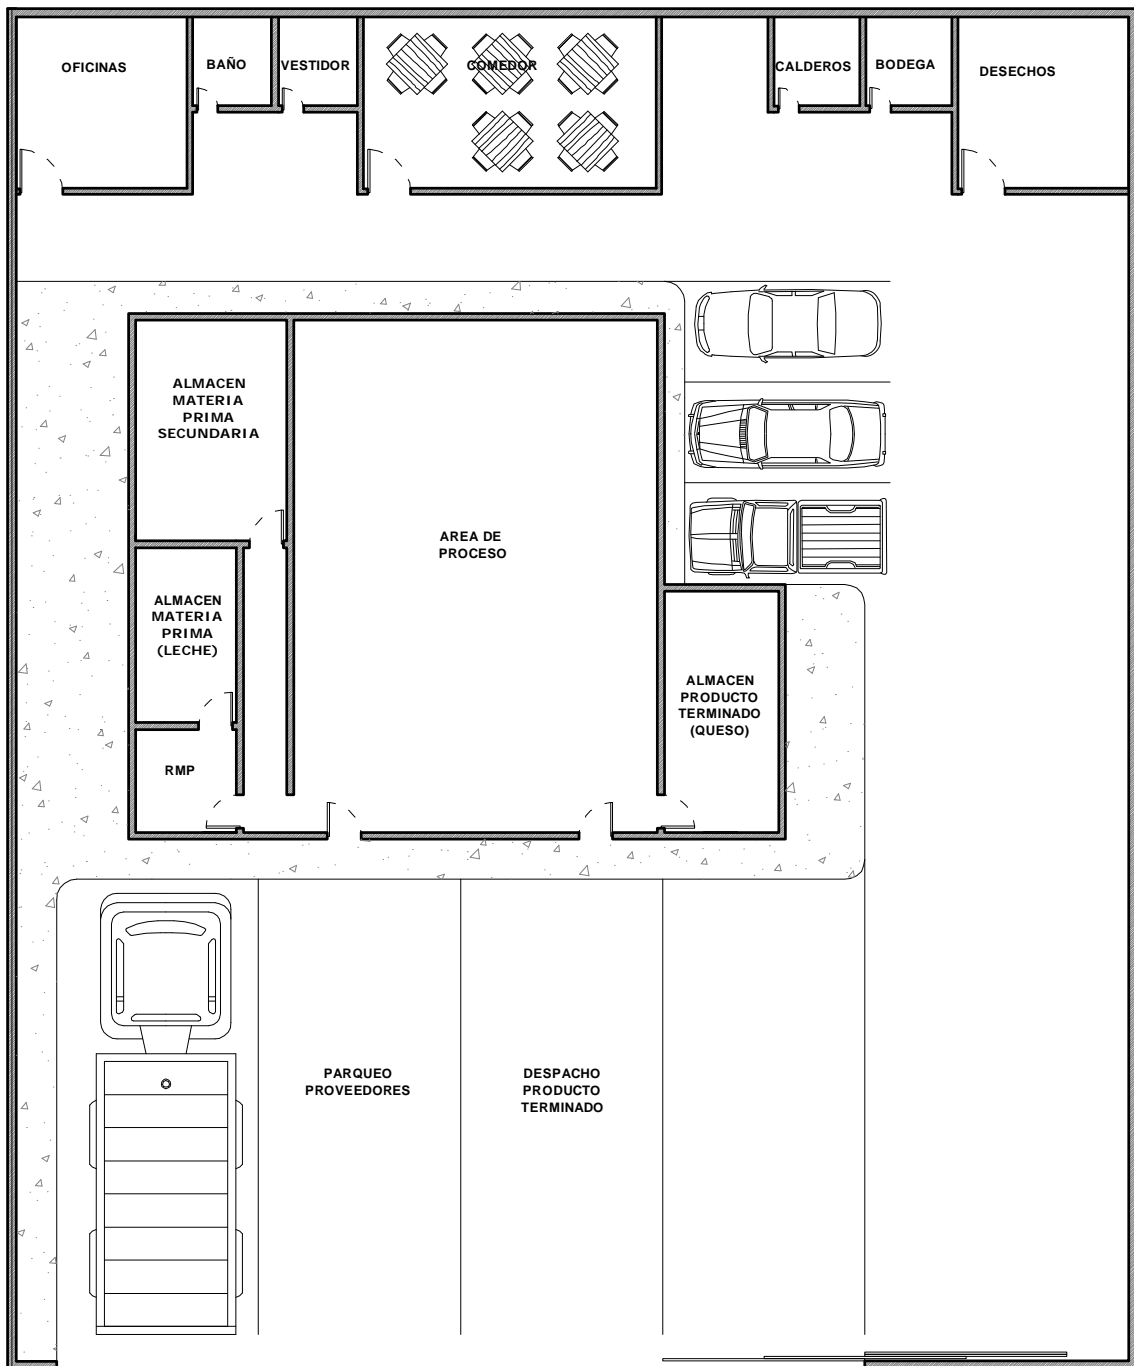 OFICINAS
BAÑO
VESTIDOR
COMEDOR
CALDEROS
BODEGA
DESECHOS
ALMACEN
MATERIA
PRIMA
SECUNDARIA
AREA DE
PROCESO
ALMACEN
MATERIA
PRIMA
(LECHE)
ALMACEN
PRODUCTO
TERMINADO
(QUESO)
RMP
PARQUEO
PROVEEDORES
DESPACHO
PRODUCTO
TERMINADO